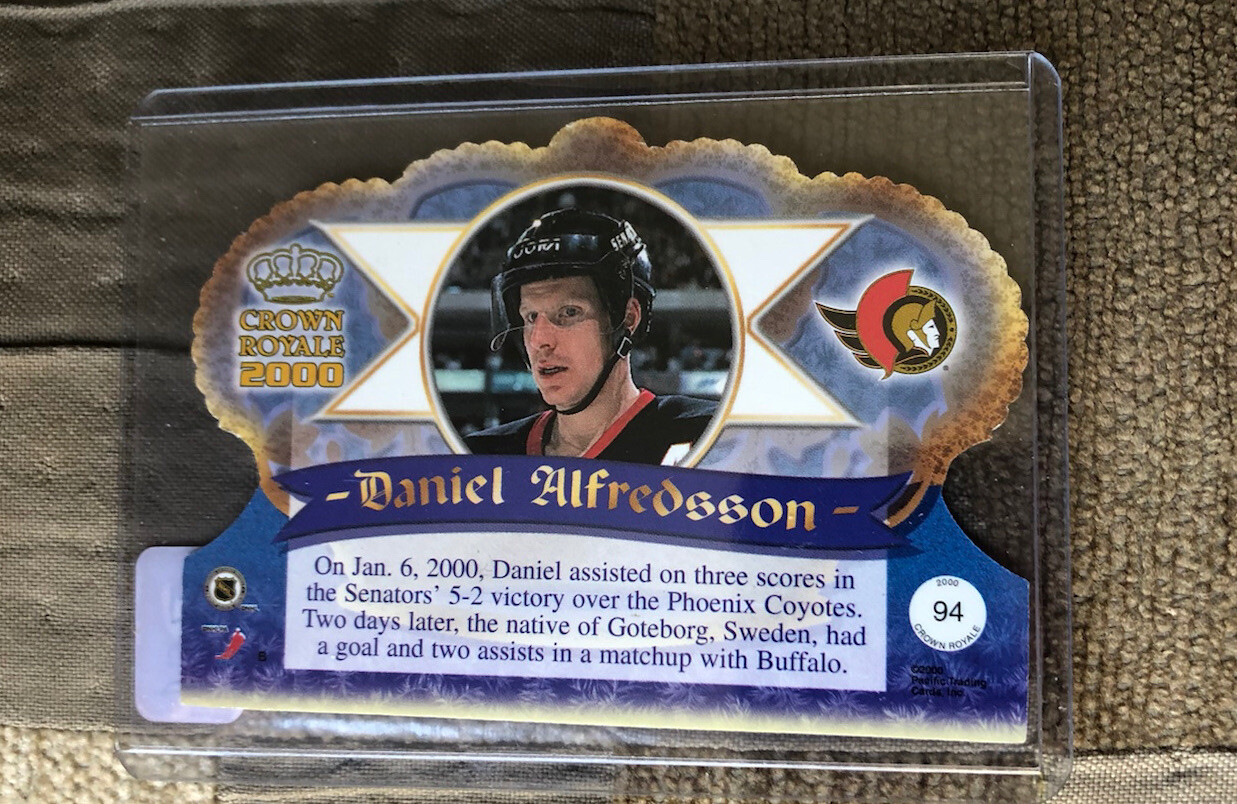 SENA
CROWN
ROYALE
2000
-Daniel Alfredsson-
On Jan. 6, 2000, Daniel assisted on three scores in
the Senators' 5-2 victory over the Phoenix Coyotes.
Two days later, the native of Goteborg, Sweden, had
a goal and two assists in a matchup with Buffalo.
B
2000
94
CROWN ROYALE
©2000
Pacific Trading
Cards, Inc.